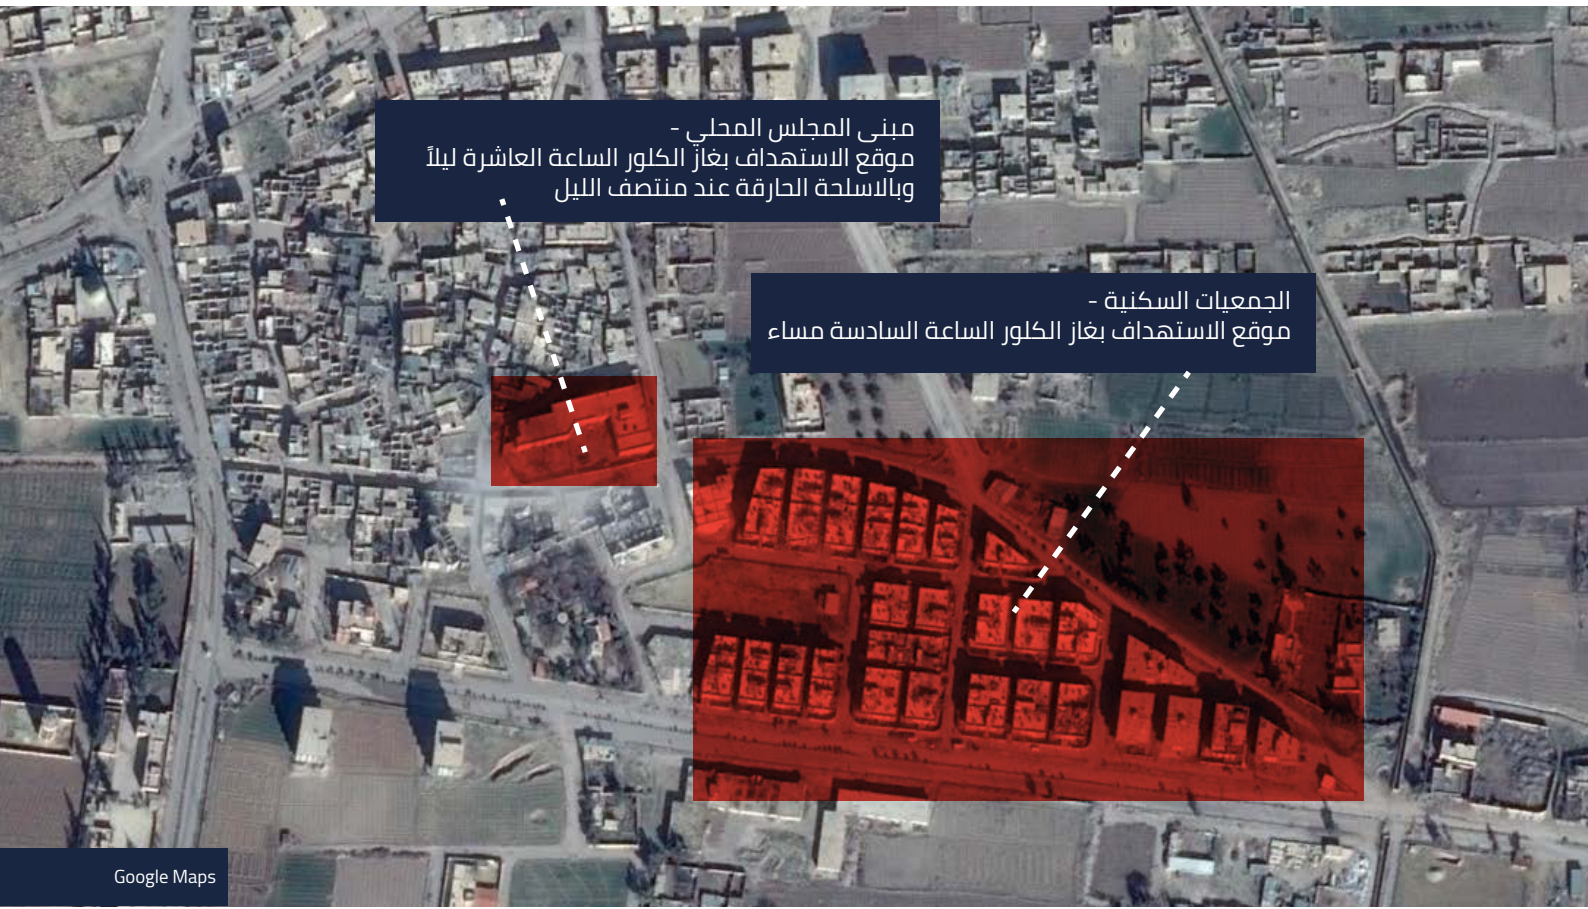 مبنى المجلس المحلي -
موقع الاستهداف بغاز الكلور الساعة العاشرة ليلاً
وبالاسلحة الحارقة عند منتصف الليل
الجمعيات السكنية -
موقع الاستهداف بغاز الكلور الساعة السادسة مساء
Google Maps